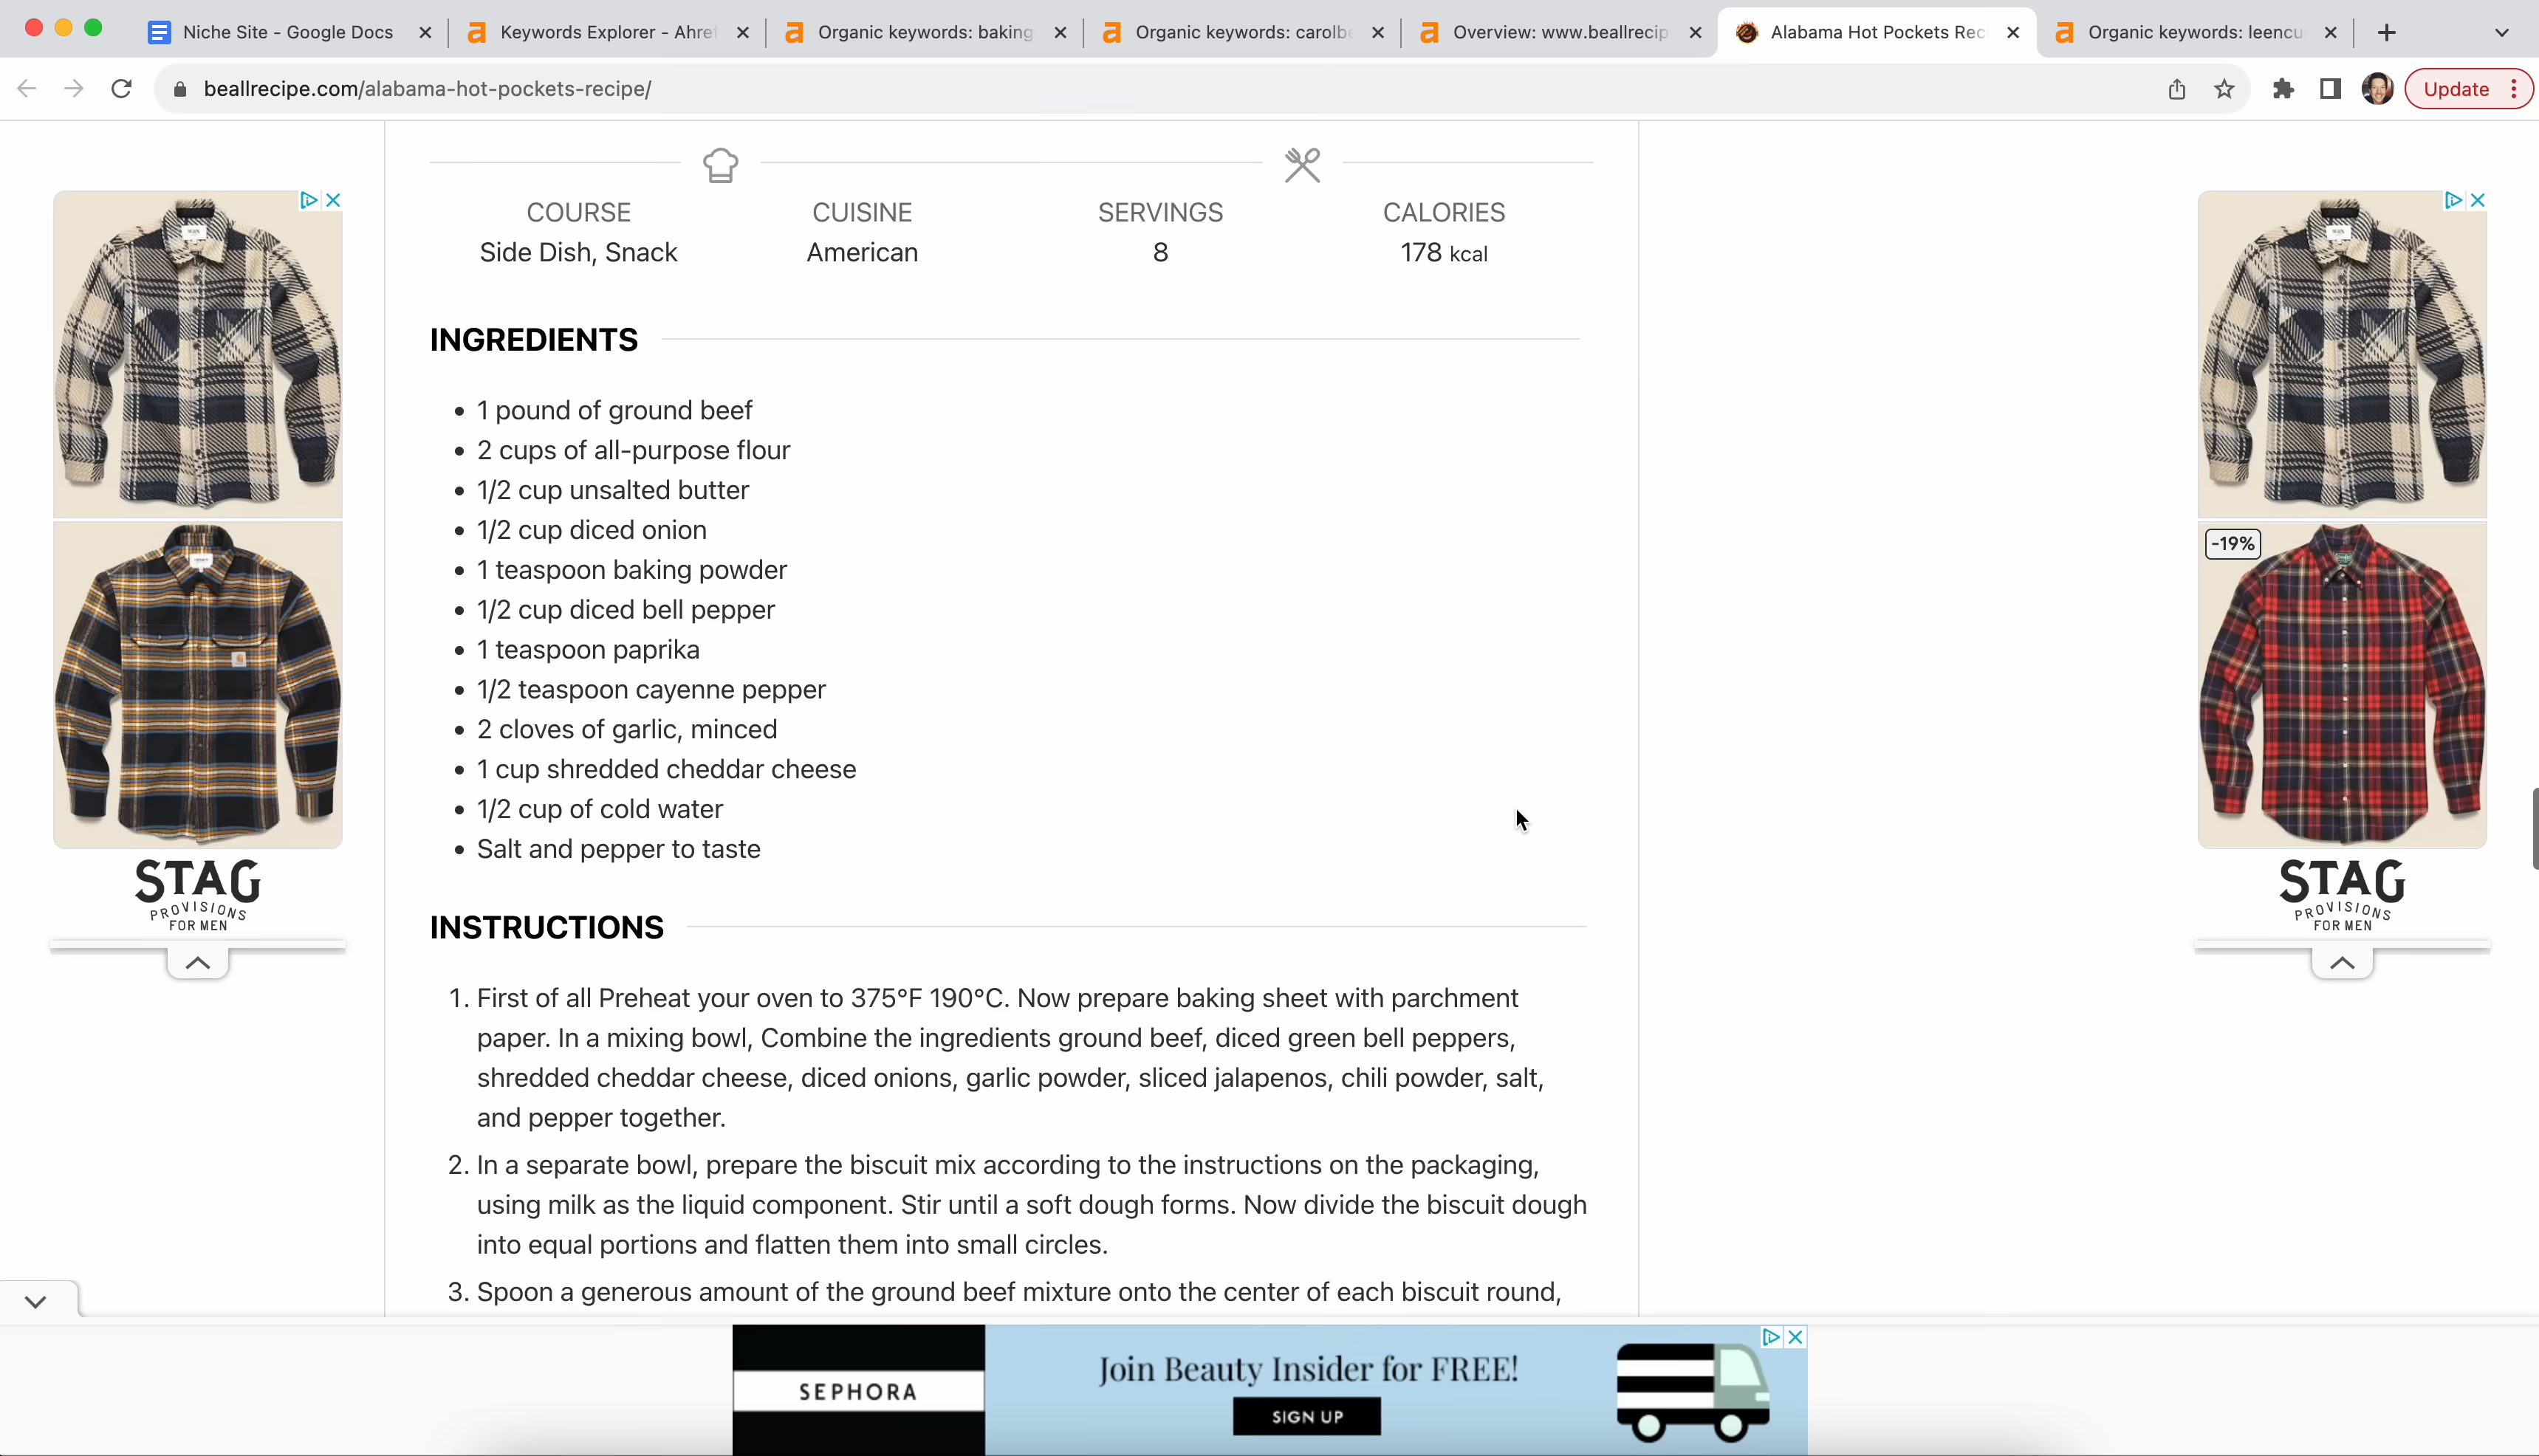 Niche Site - Google Docs
Keywords Explorer - Ahref
Organic keywords: baking
Organic keywords: carolbe
Overview: www.beallrecip
Alabama Hot Pockets Rec
Organic keywords: leencu
beallrecipe.com/alabama-hot-pockets-recipe/
Update
COURSE
Side Dish, Snack
CUISINE
American
SERVINGS
8
CALORIES
178 kcal
INGREDIENTS
• 1 pound of ground beef
• 2 cups of all-purpose flour
• 1/2 cup unsalted butter
• 1/2 cup diced onion
• 1 teaspoon baking powder
• 1/2 cup diced bell pepper
• 1 teaspoon paprika
• 1/2 teaspoon cayenne pepper
• 2 cloves of garlic, minced
• 1 cup shredded cheddar cheese
• 1/2 cup of cold water
• Salt and pepper to taste
INSTRUCTIONS
1. First of all Preheat your oven to 375°F 190°C. Now prepare baking sheet with parchment
paper. In a mixing bowl, Combine the ingredients ground beef, diced green bell peppers,
shredded cheddar cheese, diced onions, garlic powder, sliced jalapenos, chili powder, salt,
and pepper together.
2. In a separate bowl, prepare the biscuit mix according to the instructions on the packaging,
using milk as the liquid component. Stir until a soft dough forms. Now divide the biscuit dough
into equal portions and flatten them into small circles.
3. Spoon a generous amount of the ground beef mixture onto the center of each biscuit round,
STAG
PROVISIONS
FOR MEN
-19%
STAG
PROVISIONS
FOR MEN
SEPHORA
Join Beauty Insider for FREE!
SIGN UP